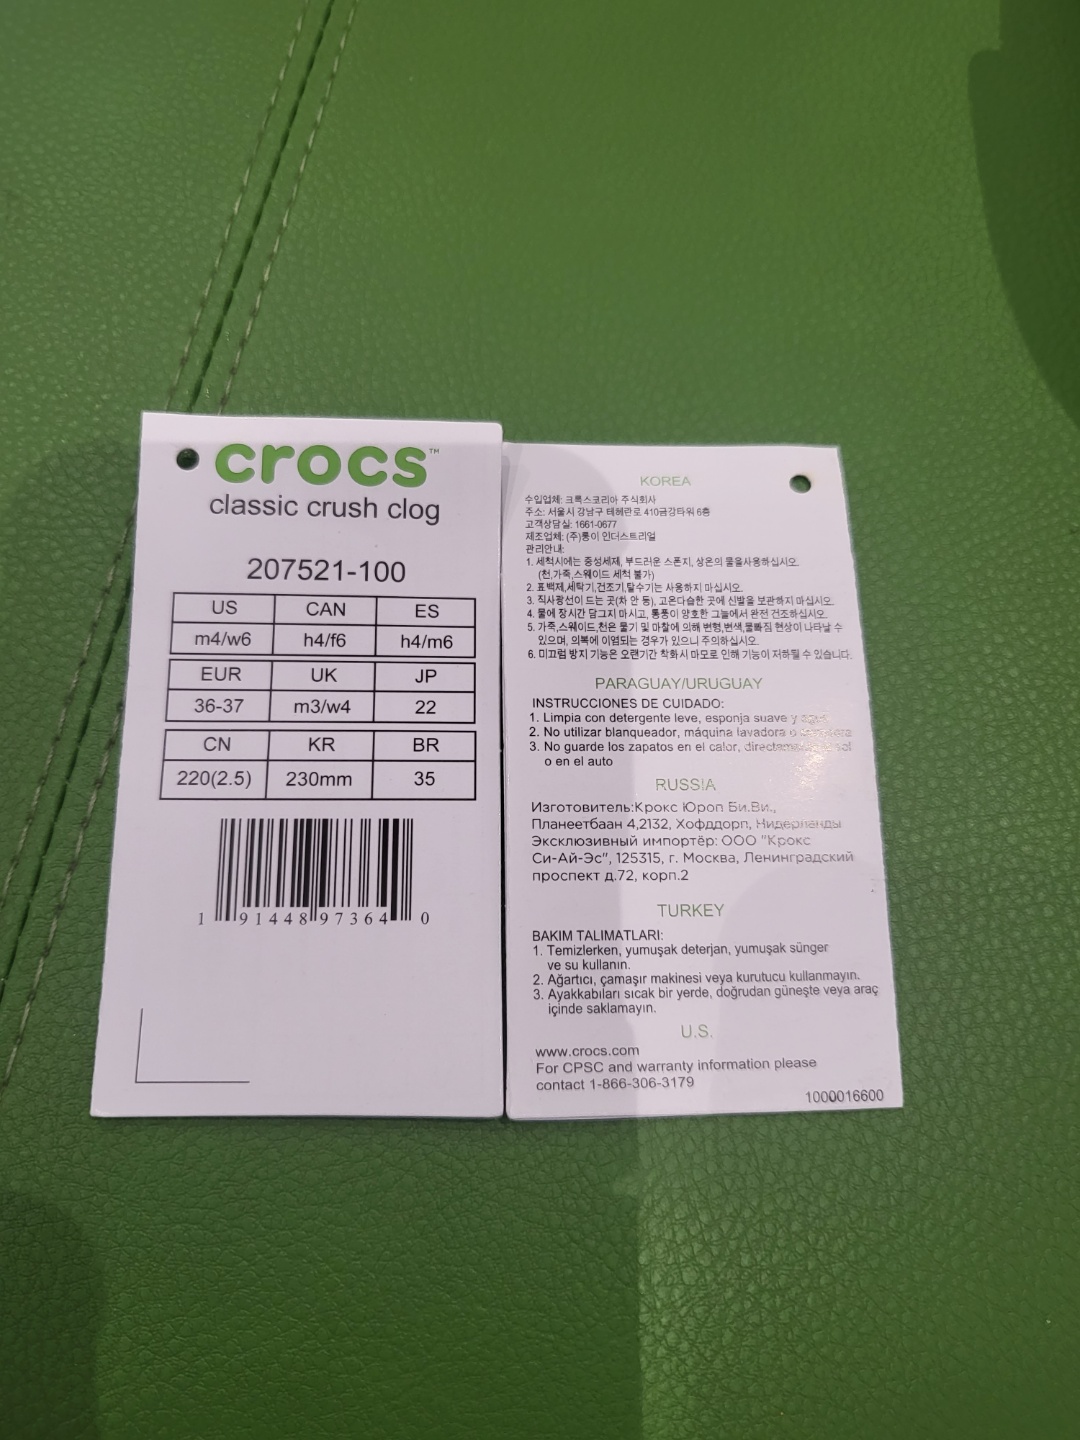 crocs™
classic crush clog
207521-100
US CAN ES
m4/w6 h4/f6 h4/m6
EUR UK JP
36-37 m3/w4 22
CN KR BR
220(2.5) 230mm 35
1 91448 97364 0
KOREA
수입업체: 크록스코리아 주식회사
주소: 서울시 강남구 테헤란로 410금강타워 6층
고객상담실: 1661-0677
제조업체: (주)통이 인더스트리얼
관리안내:
1. 세척시에는 중성세제, 부드러운 스폰지, 상온의 물을사용하십시오.
(천,가죽,스웨이드 세척 불가)
2. 표백제,세탁기,건조기,탈수기는 사용하지 마십시오.
3. 직사광선이 드는 곳(차 안 등), 고온다습한 곳에 신발을 보관하지 마십시오.
4. 물에 장시간 담그지 마시고, 통풍이 양호한 그늘에서 완전 건조하십시오.
5. 가죽,스웨이드,천은 물기 및 마찰에 의해 변형,변색,물빠짐 현상이 나타날 수
있으며, 의복에 이염되는 경우가 있으니 주의하십시오.
6. 미끄럼 방지 기능은 오랜기간 착화시 마모로 인해 기능이 저하될 수 있습니다.
PARAGUAY/URUGUAY
INSTRUCCIONES DE CUIDADO:
1. Limpia con detergente leve, esponja suave y agua
2. No utilizar blanqueador, máquina lavadora o
3. No guarde los zapatos en el calor, directamente al sol
o en el auto
RUSSIA
Изготовитель:Крокс Юроп Би.Ви.,
Планеетбаан 4,2132, Хофддорп, Нидерланды
Эксклюзивный импортёр: ООО "Крокс
Си-Ай-Эс", 125315, г. Москва, Ленинградский
проспект д.72, корп.2
TURKEY
BAKIM TALIMATLARI:
1. Temizlerken, yumuşak deterjan, yumuşak sünger
ve su kullanın.
2. Ağartıcı, çamaşır makinesi veya kurutucu kullanmayın.
3. Ayakkabıları sıcak bir yerde, doğrudan güneşte veya araç
içinde saklamayın.
U.S.
www.crocs.com
For CPSC and warranty information please
contact 1-866-306-3179
1000016600